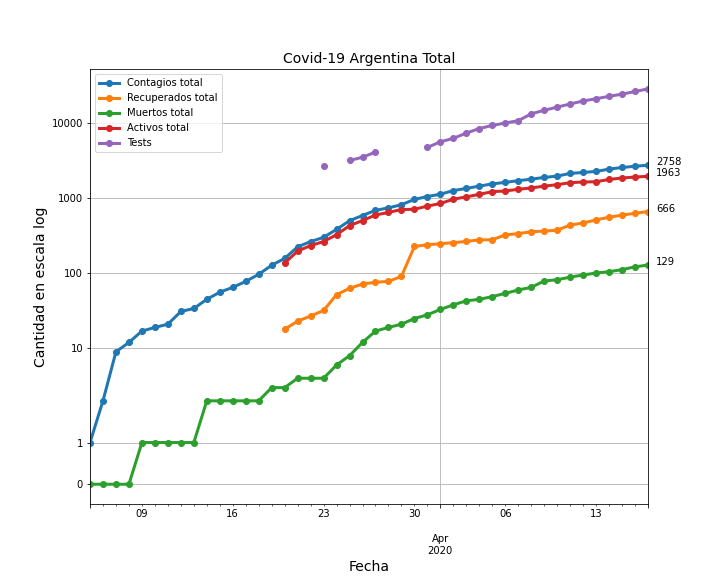 Covid-19 Argentina Total
Contagios total
Recuperados total
Muertos total
Activos total
Tests
Cantidad en escala log
10000
1000
100
10
1
0
2758
1963
666
129
09
16
23
30
06
13
Apr
2020
Fecha